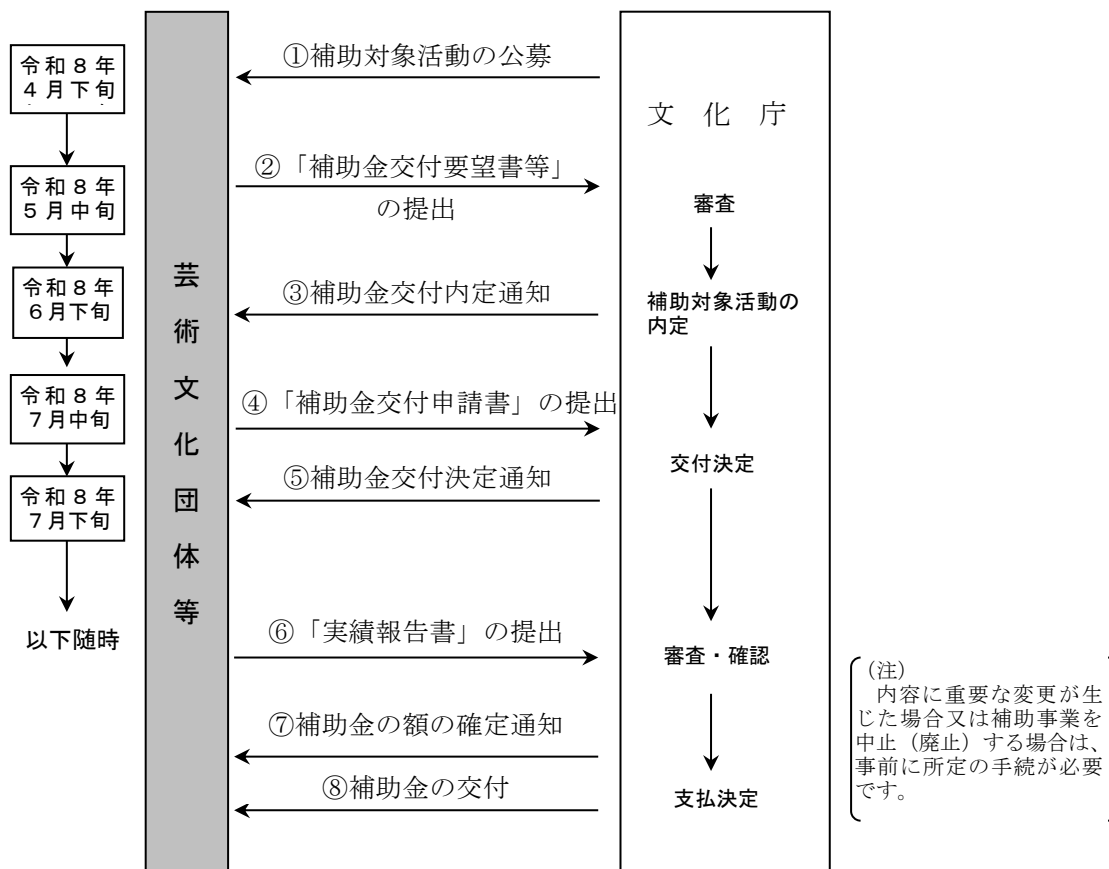 令和８年
４月下旬
令和８年
５月中旬
令和８年
６月下旬
令和８年
７月中旬
令和８年
７月下旬
以下随時
芸術文化団体等
①補助対象活動の公募
②「補助金交付要望書等」
の提出
③補助金交付内定通知
④「補助金交付申請書」の提出
⑤補助金交付決定通知
⑥「実績報告書」の提出
⑦補助金の額の確定通知
⑧補助金の交付
文化庁
審査
補助対象活動の
内定
交付決定
審査・確認
支払決定
（注）
内容に重要な変更が生
じた場合又は補助事業を
中止（廃止）する場合は、
事前に所定の手続が必要
です。